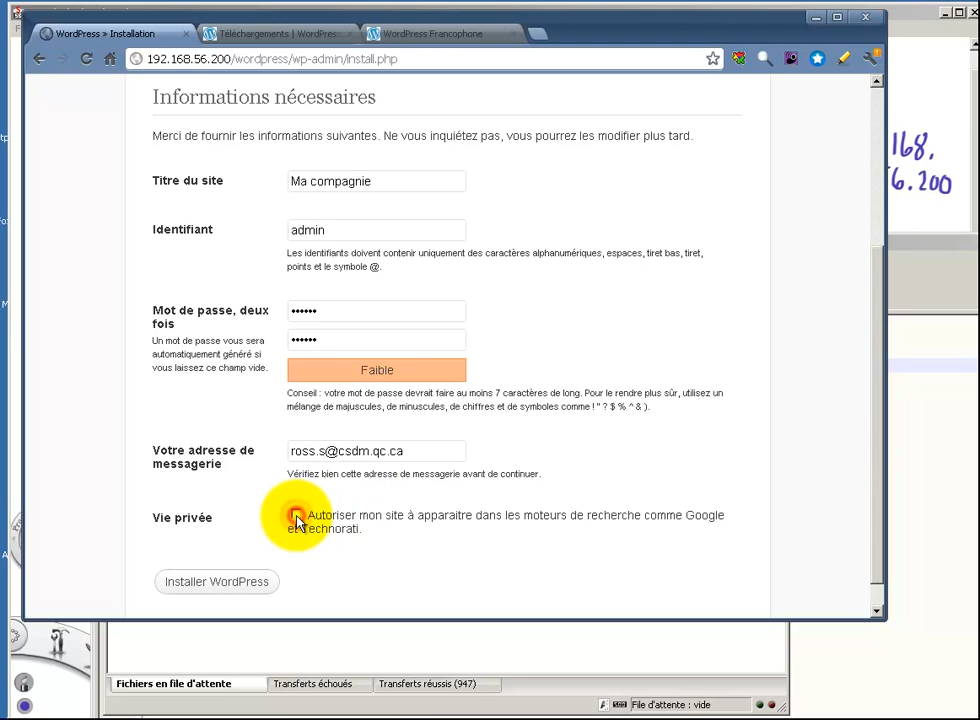 WordPress » Installation
Téléchargements | WordPress
WordPress Francophone
192.168.56.200/wordpress/wp-admin/install.php
Informations nécessaires
Merci de fournir les informations suivantes. Ne vous inquiétez pas, vous pourrez les modifier plus tard.
168.
6.200
Titre du site
Ma compagnie
Identifiant
admin
Les identifiants doivent contenir uniquement des caractères alphanumériques, espaces, tiret bas, tiret,
points et le symbole @.
Mot de passe, deux
fois
Un mot de passe vous sera
automatiquement généré si
vous laissez ce champ vide.
••••••
••••••
Faible
Conseil : votre mot de passe devrait faire au moins 7 caractères de long. Pour le rendre plus sûr, utilisez un
mélange de majuscules, de minuscules, de chiffres et de symboles comme ! " ? $ % ^ & ).
Votre adresse de
messagerie
ross.s@csdm.qc.ca
Vérifiez bien cette adresse de messagerie avant de continuer.
Vie privée
Autoriser mon site à apparaitre dans les moteurs de recherche comme Google
et Technorati.
Installer WordPress
Fichiers en file d'attente
Transferts échoués
Transferts réussis (947)
File d'attente : vide